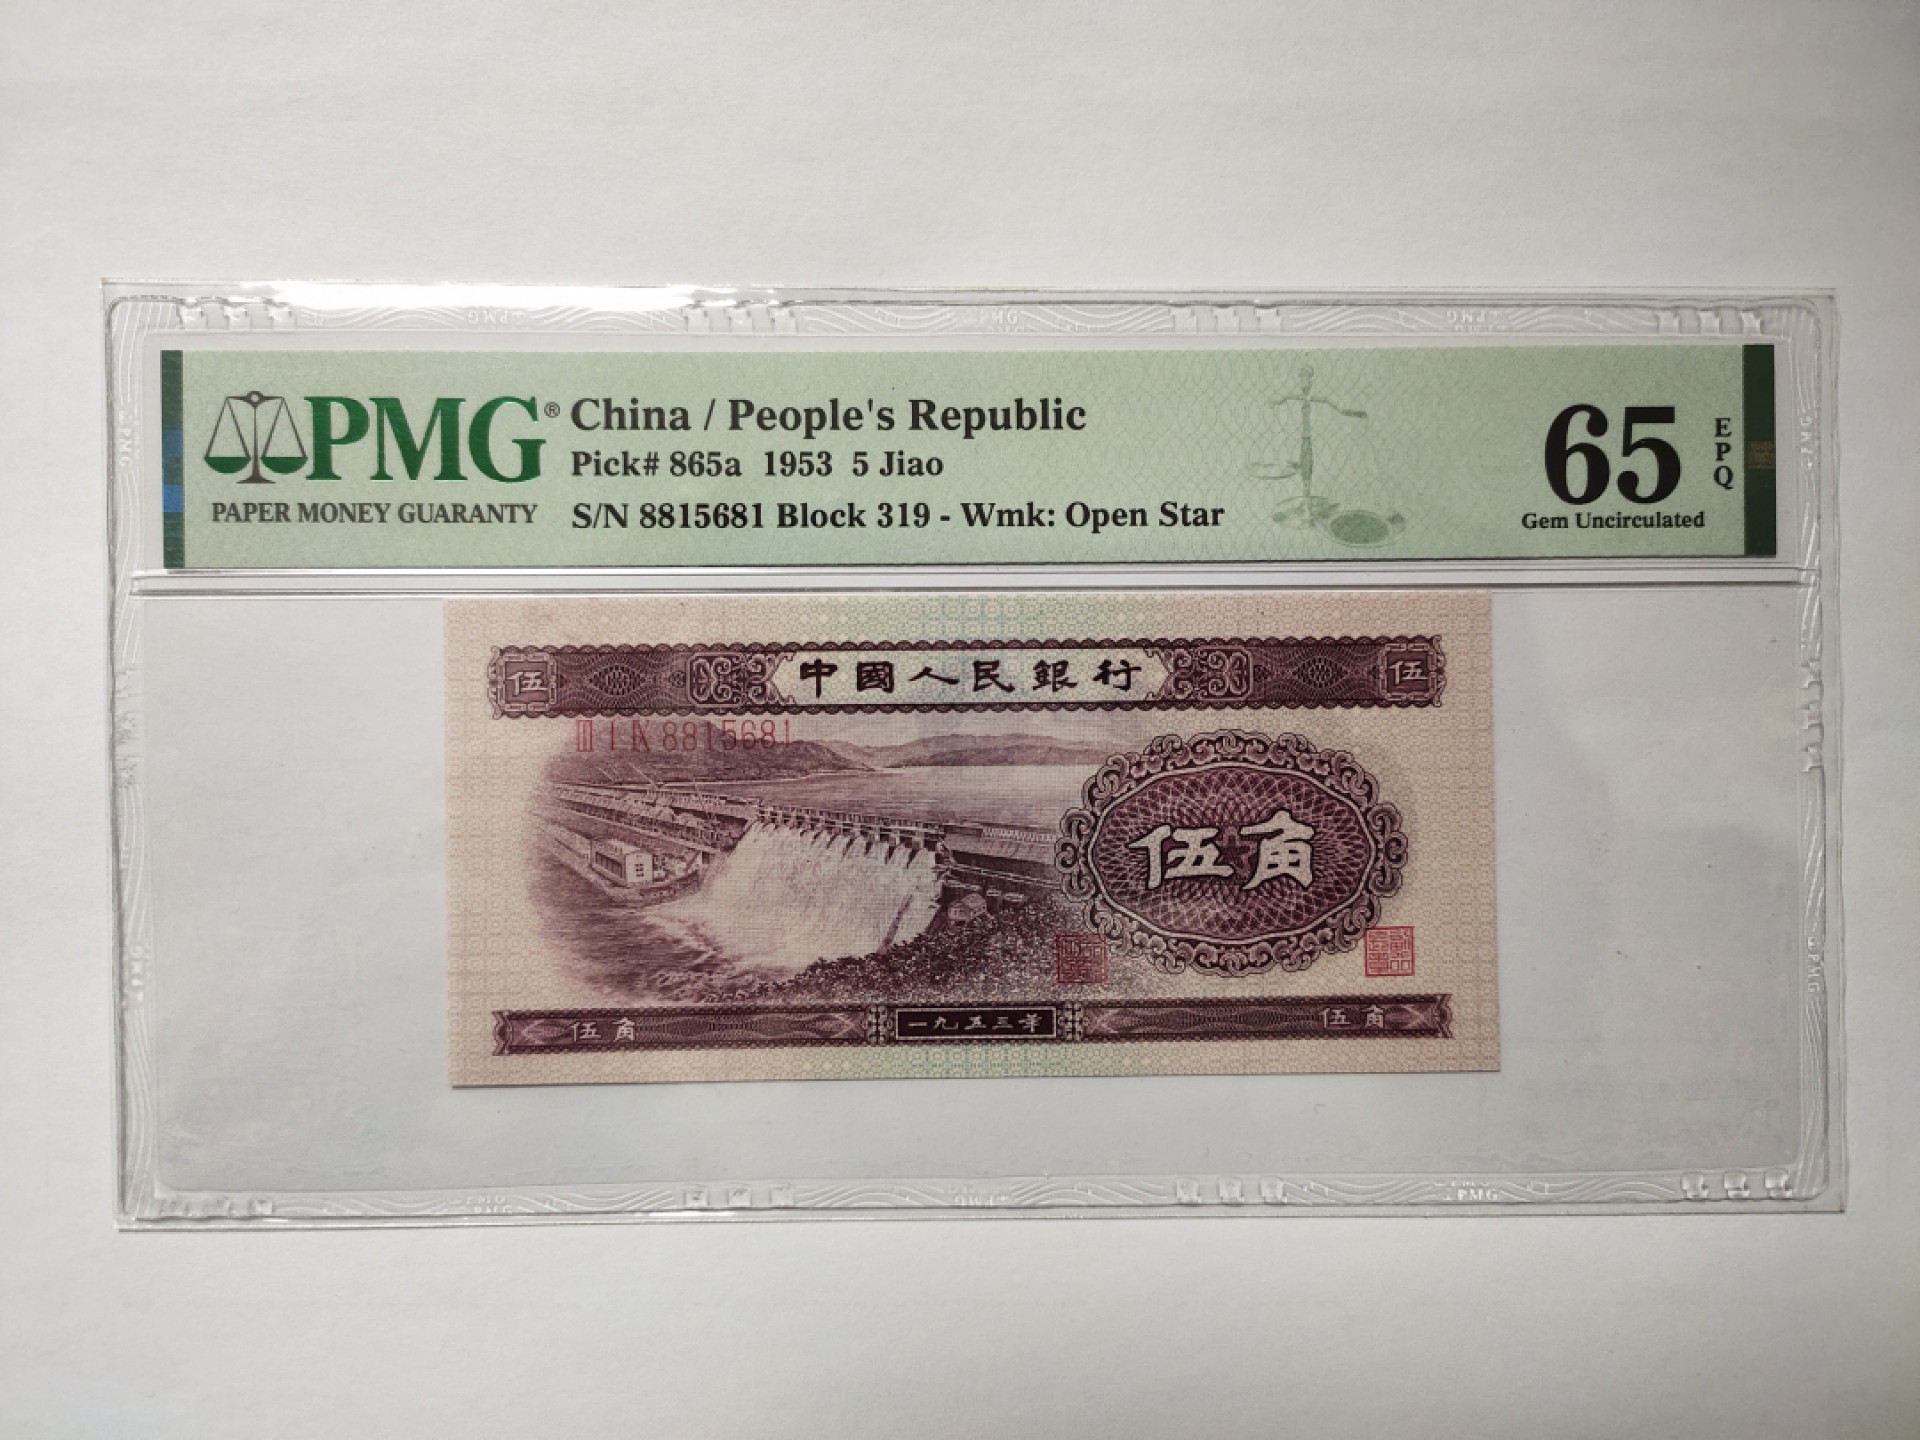 PMG® China / People's Republic
Pick# 865a 1953 5 Jiao
PAPER MONEY GUARANTY
S/N 8815681 Block 319 - Wmk: Open Star
65 EPQ
Gem Uncirculated
伍 中國人民銀行 伍
III I IX 8815681
伍角
伍角 一九五三年 伍角